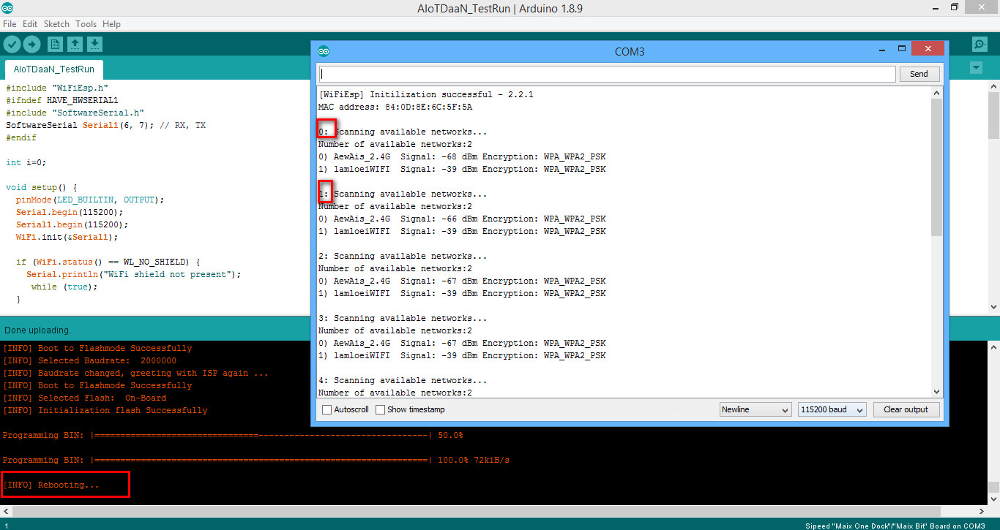 AIoTDaaN_TestRun | Arduino 1.8.9
File Edit Sketch Tools Help
AIoTDaaN_TestRun
#include "WiFiEsp.h"
#ifndef HAVE_HWSERIAL1
#include "SoftwareSerial.h"
SoftwareSerial Serial1(6, 7); // RX, TX
#endif
int i=0;
void setup() {
pinMode(LED_BUILTIN, OUTPUT);
Serial.begin(115200);
Serial1.begin(115200);
WiFi.init(&Serial1);
if (WiFi.status() == WL_NO_SHIELD) {
Serial.println("WiFi shield not present");
while (true);
}
COM3
Send
[WiFiEsp] Initilization successful - 2.2.1
MAC address: 84:0D:8E:6C:5F:5A
0: Scanning available networks...
Number of available networks:2
0) AewAis_2.4G Signal: -68 dBm Encryption: WPA_WPA2_PSK
1) lamloeiWIFI Signal: -39 dBm Encryption: WPA_WPA2_PSK
1: Scanning available networks...
Number of available networks:2
0) AewAis_2.4G Signal: -66 dBm Encryption: WPA_WPA2_PSK
1) lamloeiWIFI Signal: -39 dBm Encryption: WPA_WPA2_PSK
2: Scanning available networks...
Number of available networks:2
0) AewAis_2.4G Signal: -67 dBm Encryption: WPA_WPA2_PSK
1) lamloeiWIFI Signal: -39 dBm Encryption: WPA_WPA2_PSK
3: Scanning available networks...
Number of available networks:2
0) AewAis_2.4G Signal: -67 dBm Encryption: WPA_WPA2_PSK
1) lamloeiWIFI Signal: -39 dBm Encryption: WPA_WPA2_PSK
4: Scanning available networks...
Number of available networks:2
Autoscroll Show timestamp Newline 115200 baud Clear output
Done uploading.
[INFO] Boot to Flashmode Successfully
[INFO] Selected Baudrate: 2000000
[INFO] Baudrate changed, greeting with ISP again ...
[INFO] Boot to Flashmode Successfully
[INFO] Selected Flash: On-Board
[INFO] Initialization flash Successfully
Programming BIN: |================================---------------------------------| 50.0%
Programming BIN: |=================================================================| 100.0% 72kiB/s
[INFO] Rebooting...
1 Sipeed "Maix One Dock"/"Maix Bit" Board on COM3